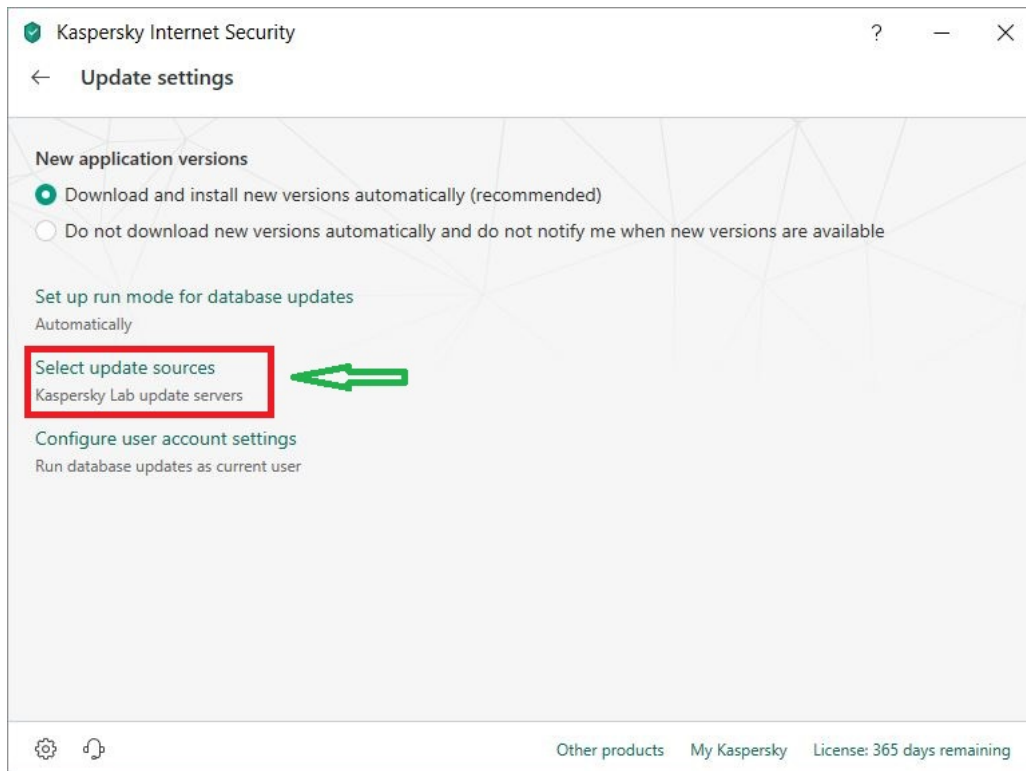 Kaspersky Internet Security
?
Update settings
New application versions
Download and install new versions automatically (recommended)
Do not download new versions automatically and do not notify me when new versions are available
Set up run mode for database updates
Automatically
Select update sources
Kaspersky Lab update servers
Configure user account settings
Run database updates as current user
Other products My Kaspersky License: 365 days remaining